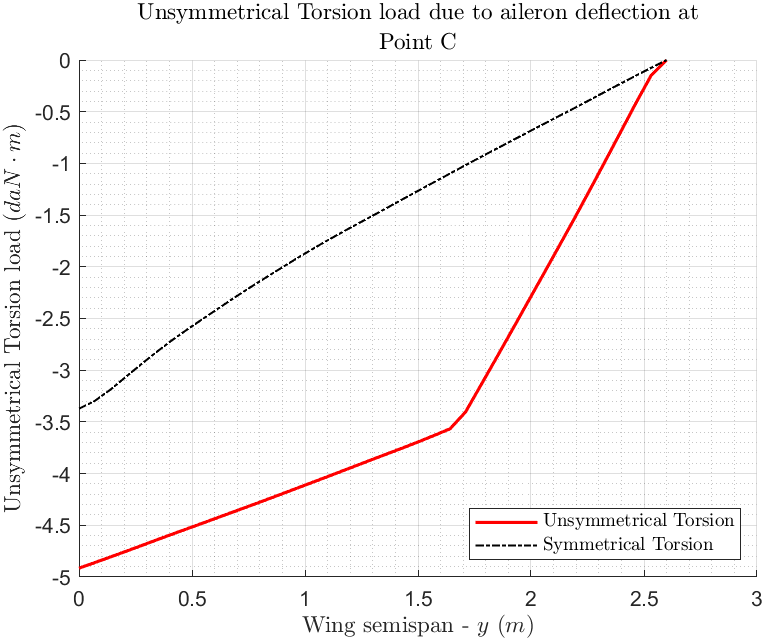 Unsymmetrical Torsion load due to aileron deflection at
Point C
Unsymmetrical Torsion load (daN · m)
0
-0.5
-1
-1.5
-2
-2.5
-3
-3.5
-4
-4.5
-5
Unsymmetrical Torsion
Symmetrical Torsion
0 0.5 1 1.5 2 2.5 3
Wing semispan - y (m)